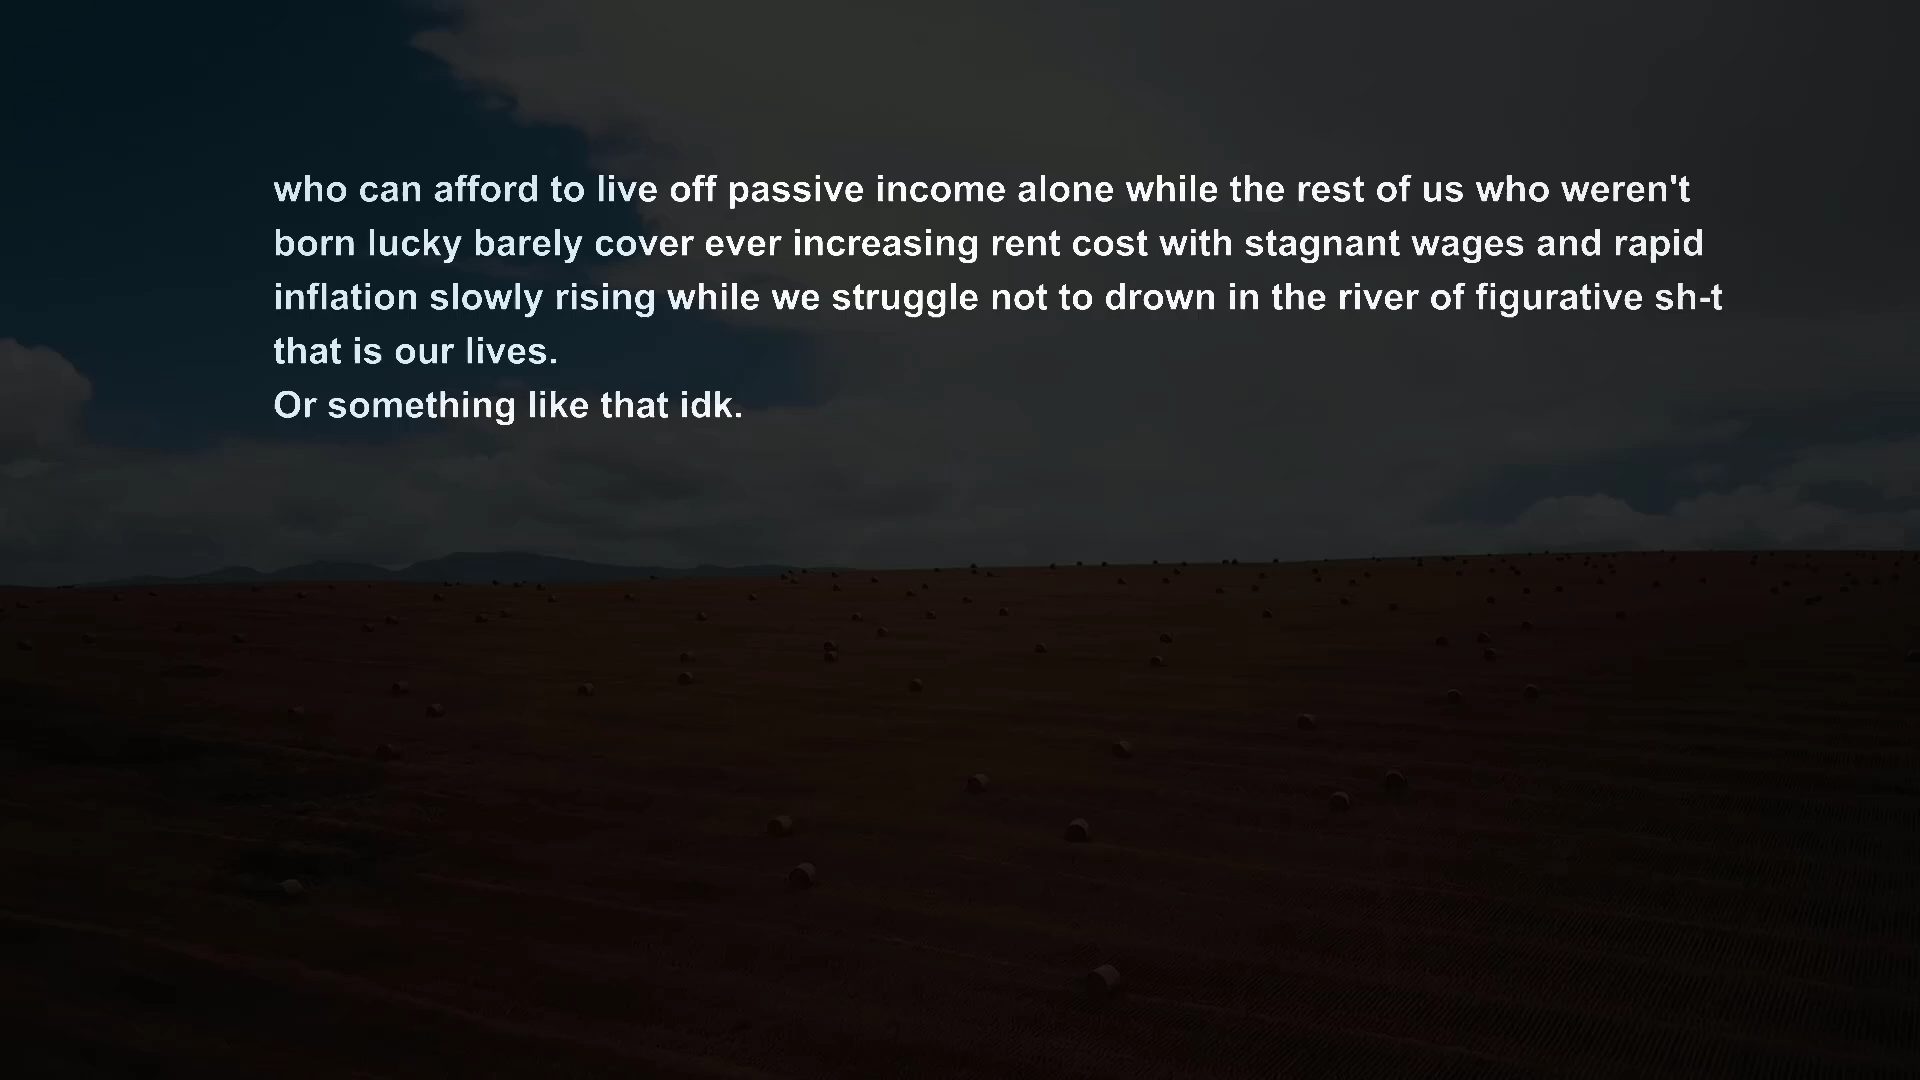 who can afford to live off passive income alone while the rest of us who weren't
born lucky barely cover ever increasing rent cost with stagnant wages and rapid
inflation slowly rising while we struggle not to drown in the river of figurative sh-t
that is our lives.
Or something like that idk.